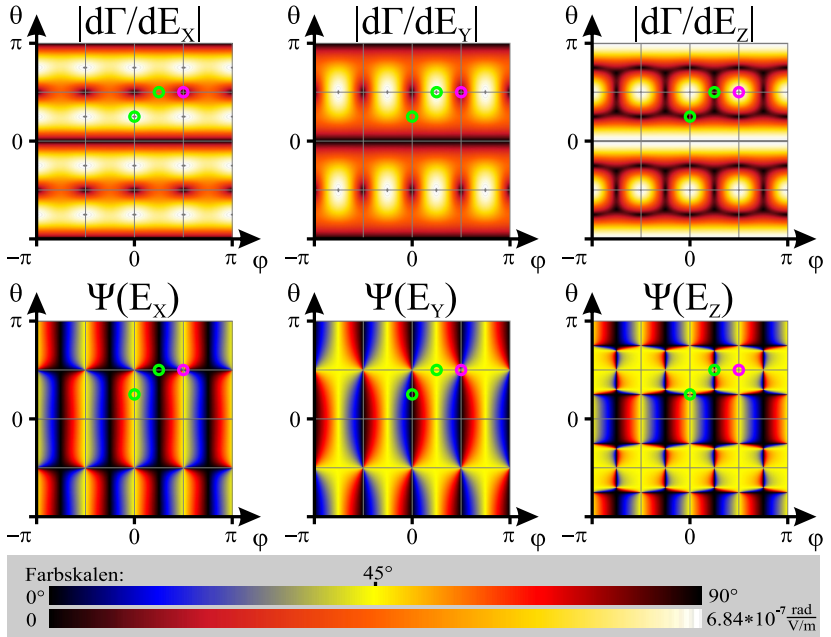 θ |dΓ/dE_X| |dΓ/dE_Y| |dΓ/dE_Z|
π π π
0 0 0
−π 0 π φ −π 0 π φ −π 0 π φ
θ Ψ(E_X) θ Ψ(E_Y) θ Ψ(E_Z)
π π π
0 0 0
−π 0 π φ −π 0 π φ −π 0 π φ
Farbskalen: 45°
0° 90°
0 6.84*10⁻⁷ rad/V/m